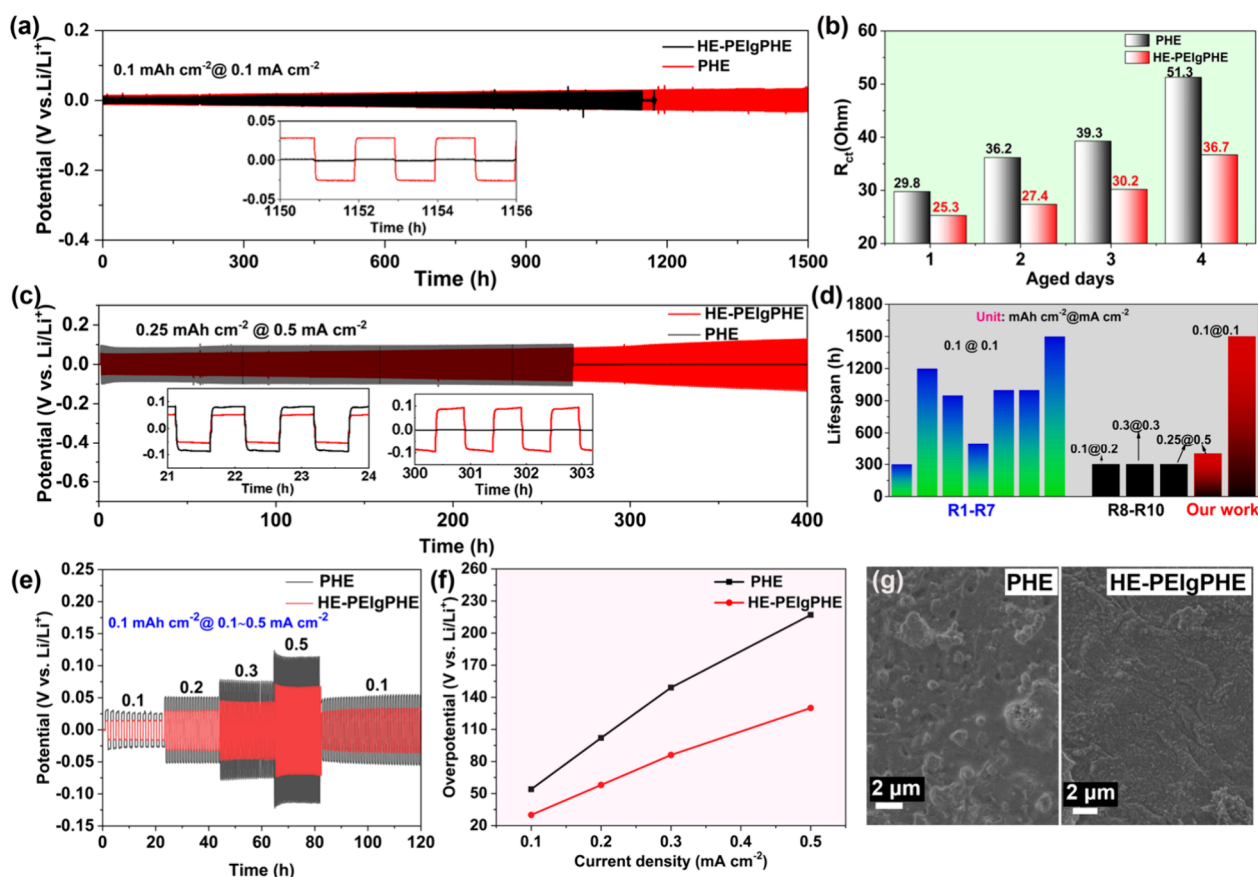 (a)
0.2
0.0
-0.2
-0.4
Potential (V vs.Li/Li⁺)
0.1 mAh cm⁻²@ 0.1 mA cm⁻²
HE-PEIgPHE
PHE
0.05
0.00
-0.05
1150 1152 1154 1156
Time (h)
0 300 600 900 1200 1500
Time (h)
(b)
60
50
40
30
20
R_ct(Ohm)
PHE
HE-PEIgPHE
29.8
25.3
36.2
27.4
39.3
30.2
51.3
36.7
1 2 3 4
Aged days
(c)
0.2
0.0
-0.2
-0.4
-0.6
Potential (V vs. Li/Li⁺)
0.25 mAh cm⁻² @ 0.5 mA cm⁻²
HE-PEIgPHE
PHE
0.1
0.0
-0.1
21 22 23 24
Time (h)
0.1
0.0
-0.1
300 301 302 303
Time (h)
0 100 200 300 400
Time (h)
(d)
1800
1500
1200
900
600
300
0
Lifespan (h)
Unit: mAh cm⁻²@mA cm⁻²
0.1 @ 0.1
0.1@0.1
0.1@0.2
0.3@0.3
0.25@0.5
R1-R7 R8-R10 Our work
(e)
0.25
0.20
0.15
0.10
0.05
0.00
-0.05
-0.10
-0.15
Potential (V vs. Li/Li⁺)
PHE
HE-PEIgPHE
0.1 mAh cm⁻²@ 0.1~0.5 mA cm⁻²
0.1
0.2
0.3
0.5
0.1
0 20 40 60 80 100 120
Time (h)
(f)
260
230
200
170
140
110
80
50
20
Overpotential (V vs. Li/Li⁺)
PHE
HE-PEIgPHE
0.1 0.2 0.3 0.4 0.5
Current density (mA cm⁻²)
(g)
PHE
2 μm
HE-PEIgPHE
2 μm